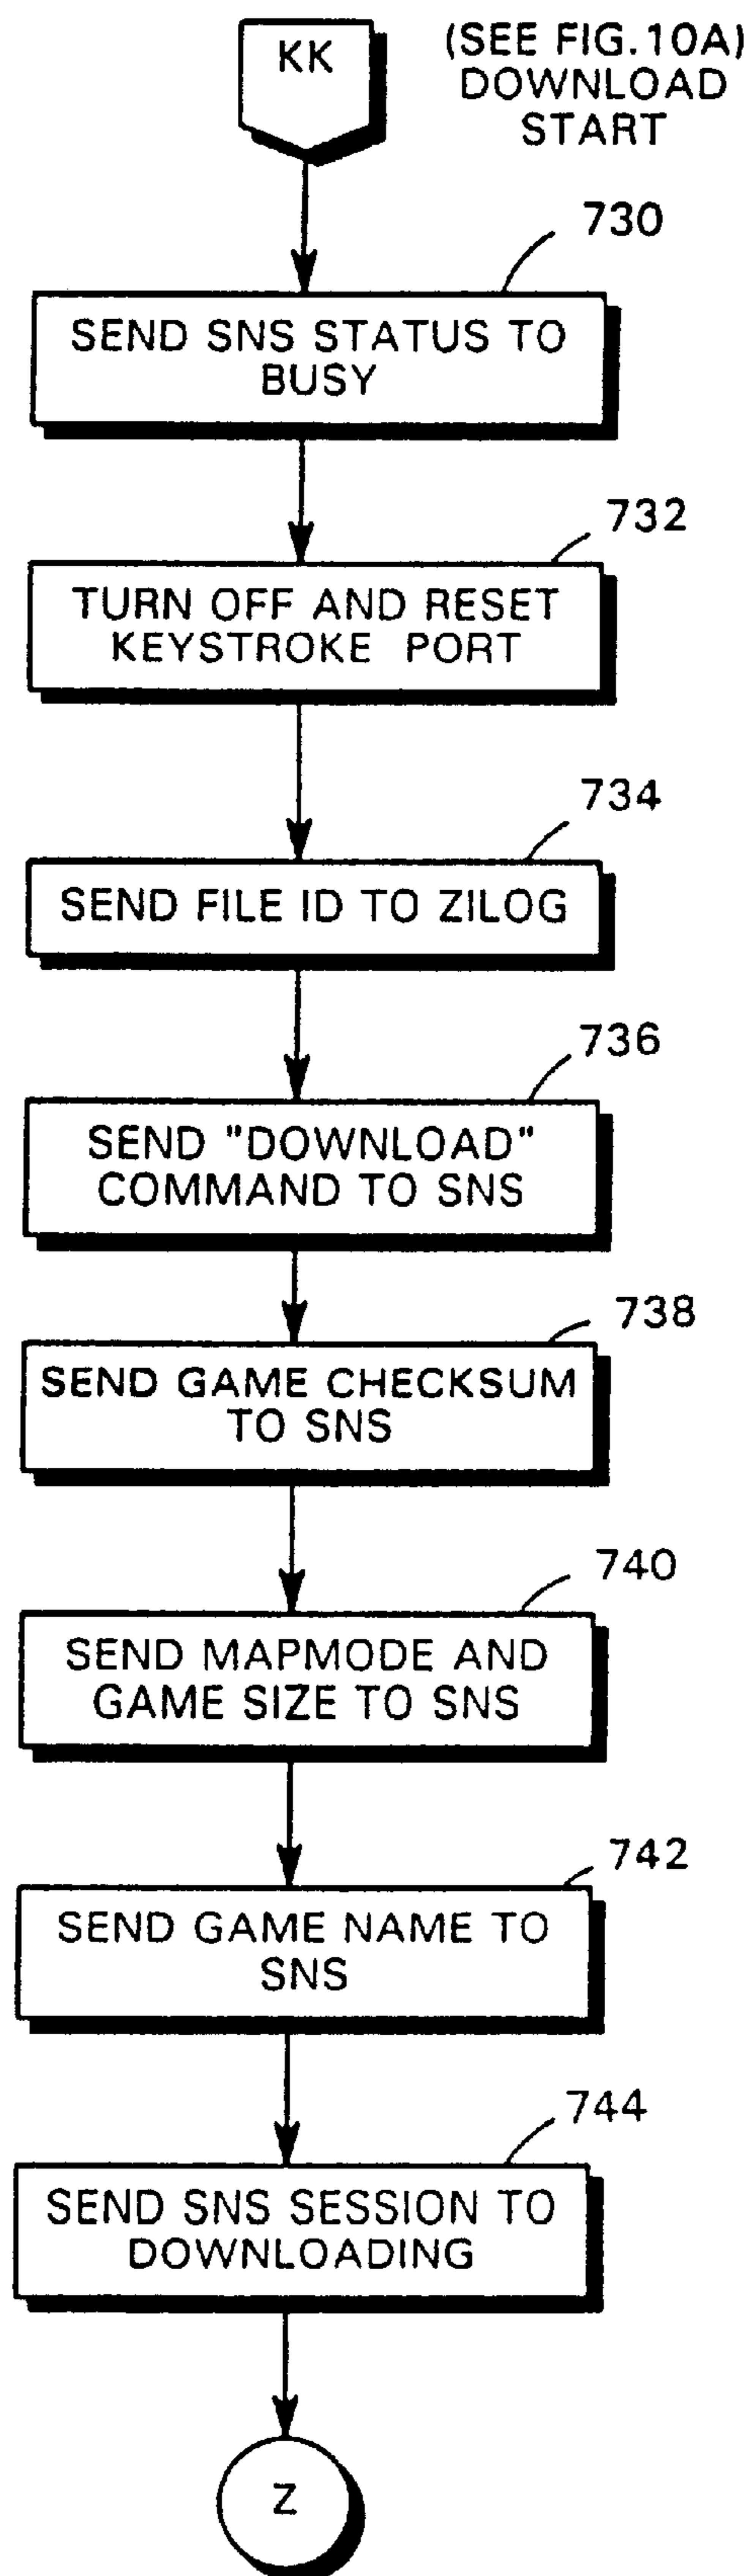 KK
(SEE FIG.10A)
DOWNLOAD
START
730
SEND SNS STATUS TO
BUSY
732
TURN OFF AND RESET
KEYSTROKE PORT
734
SEND FILE ID TO ZILOG
736
SEND "DOWNLOAD"
COMMAND TO SNS
738
SEND GAME CHECKSUM
TO SNS
740
SEND MAPMODE AND
GAME SIZE TO SNS
742
SEND GAME NAME TO
SNS
744
SEND SNS SESSION TO
DOWNLOADING
Z